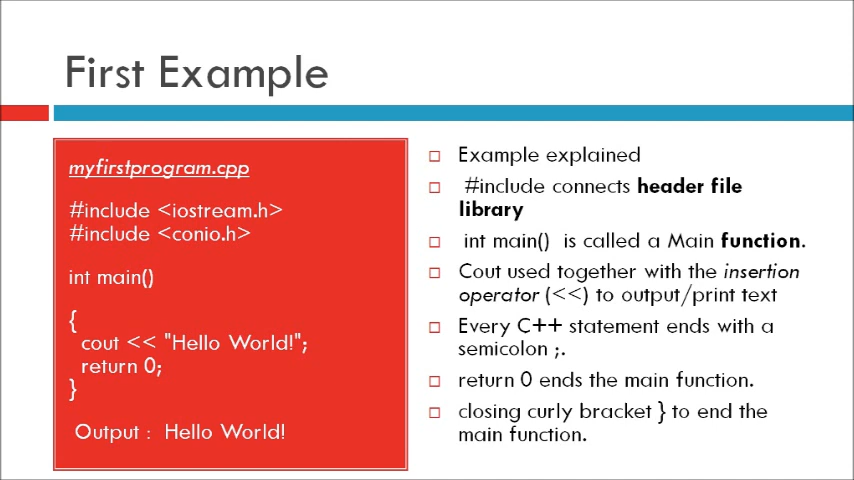 First Example
myfirstprogram.cpp
#include <iostream.h>
#include <conio.h>
int main()
{
cout << "Hello World!";
return 0;
}
Output : Hello World!
Example explained
#include connects header file
library
int main() is called a Main function.
Cout used together with the insertion
operator (<<) to output/print text
Every C++ statement ends with a
semicolon ;.
return 0 ends the main function.
closing curly bracket } to end the
main function.